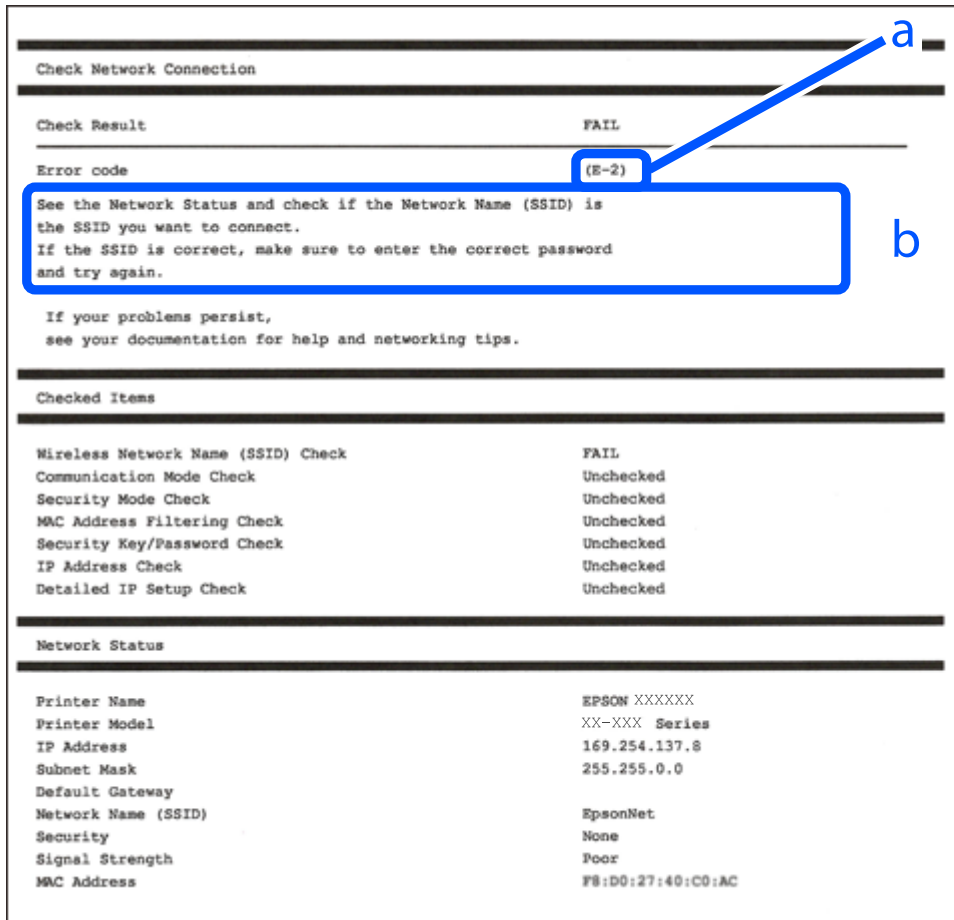 a
Check Network Connection
Check Result FAIL
Error code (E-2)
See the Network Status and check if the Network Name (SSID) is
the SSID you want to connect.
If the SSID is correct, make sure to enter the correct password
and try again.
b
If your problems persist,
see your documentation for help and networking tips.
Checked Items
Wireless Network Name (SSID) Check FAIL
Communication Mode Check Unchecked
Security Mode Check Unchecked
MAC Address Filtering Check Unchecked
Security Key/Password Check Unchecked
IP Address Check Unchecked
Detailed IP Setup Check Unchecked
Network Status
Printer Name EPSON XXXXXX
Printer Model XX-XXX Series
IP Address 169.254.137.8
Subnet Mask 255.255.0.0
Default Gateway
Network Name (SSID) EpsonNet
Security None
Signal Strength Poor
MAC Address F8:D0:27:40:C0:AC